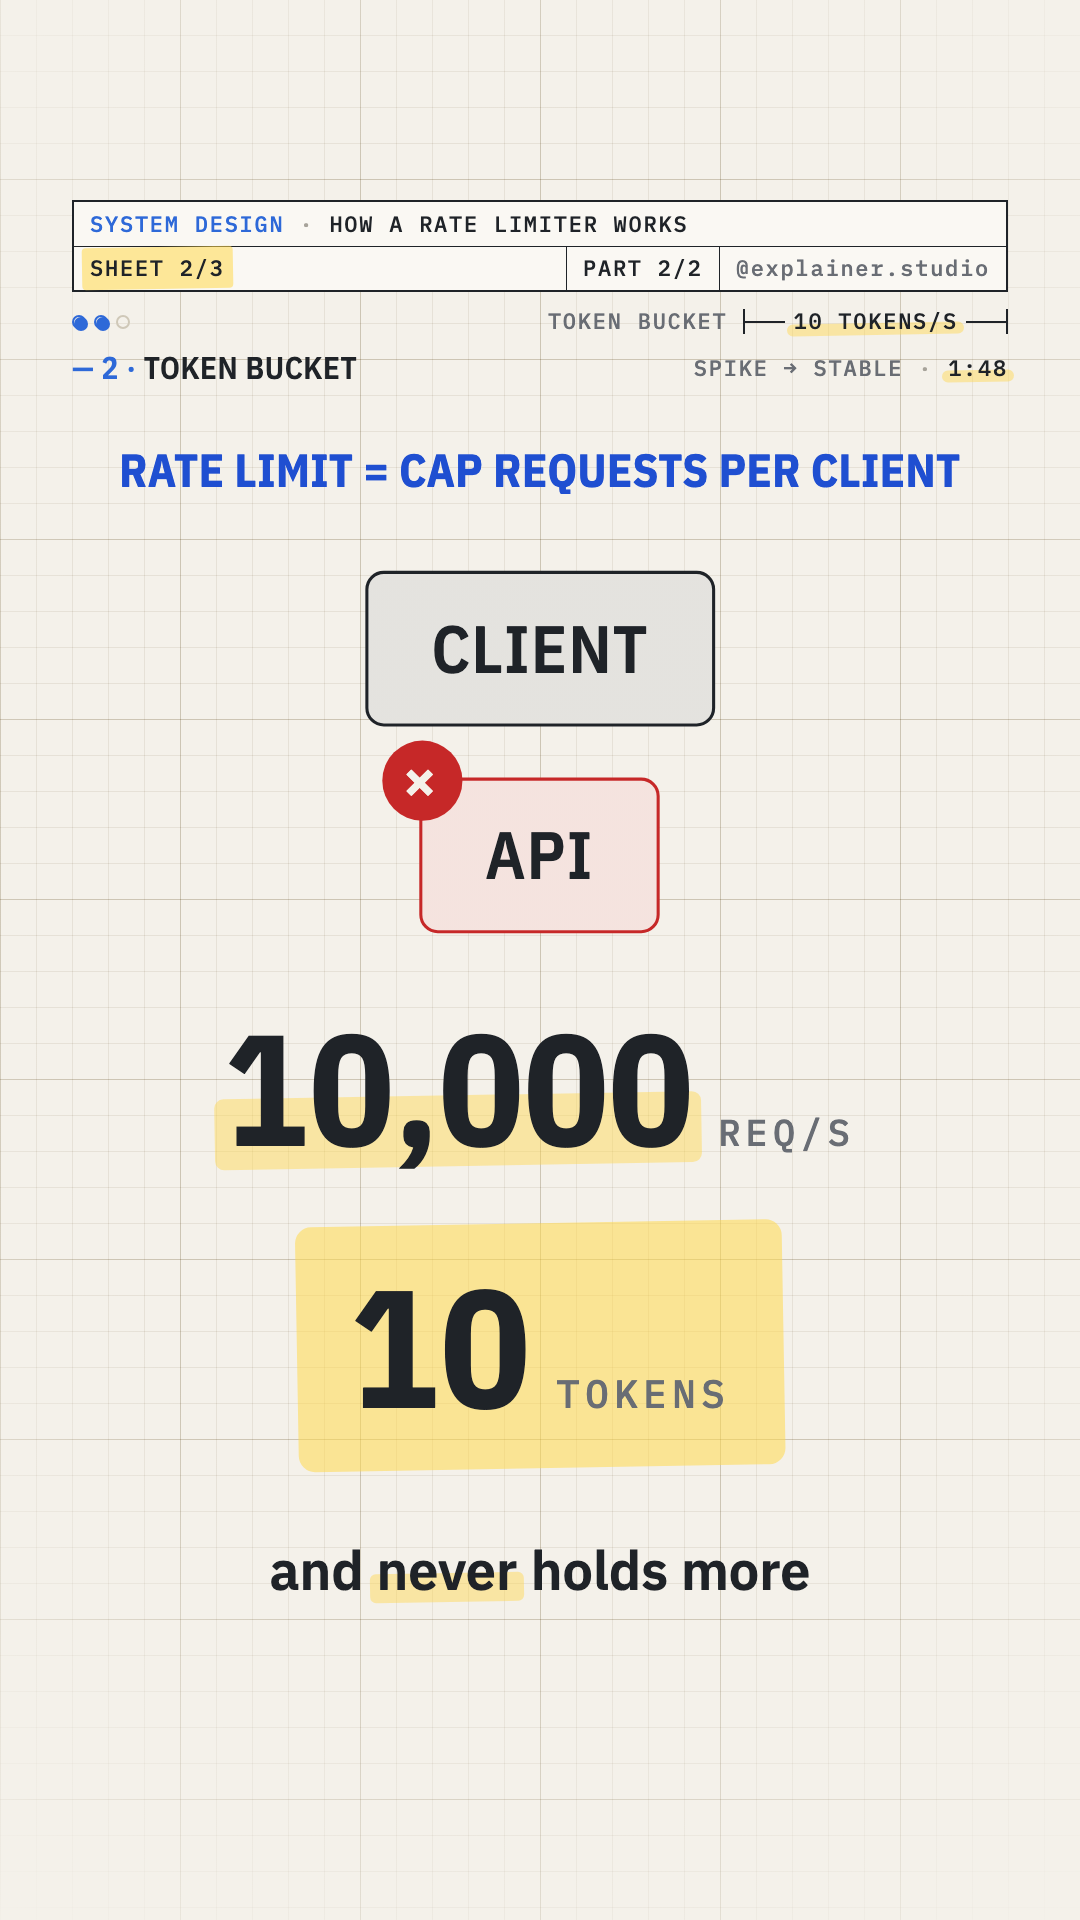 SYSTEM DESIGN · HOW A RATE LIMITER WORKS
SHEET 2/3 PART 2/2 @explainer.studio
TOKEN BUCKET 10 TOKENS/S
— 2 · TOKEN BUCKET SPIKE → STABLE · 1:48
RATE LIMIT = CAP REQUESTS PER CLIENT
CLIENT
×
API
10,000 REQ/S
10 TOKENS
and never holds more